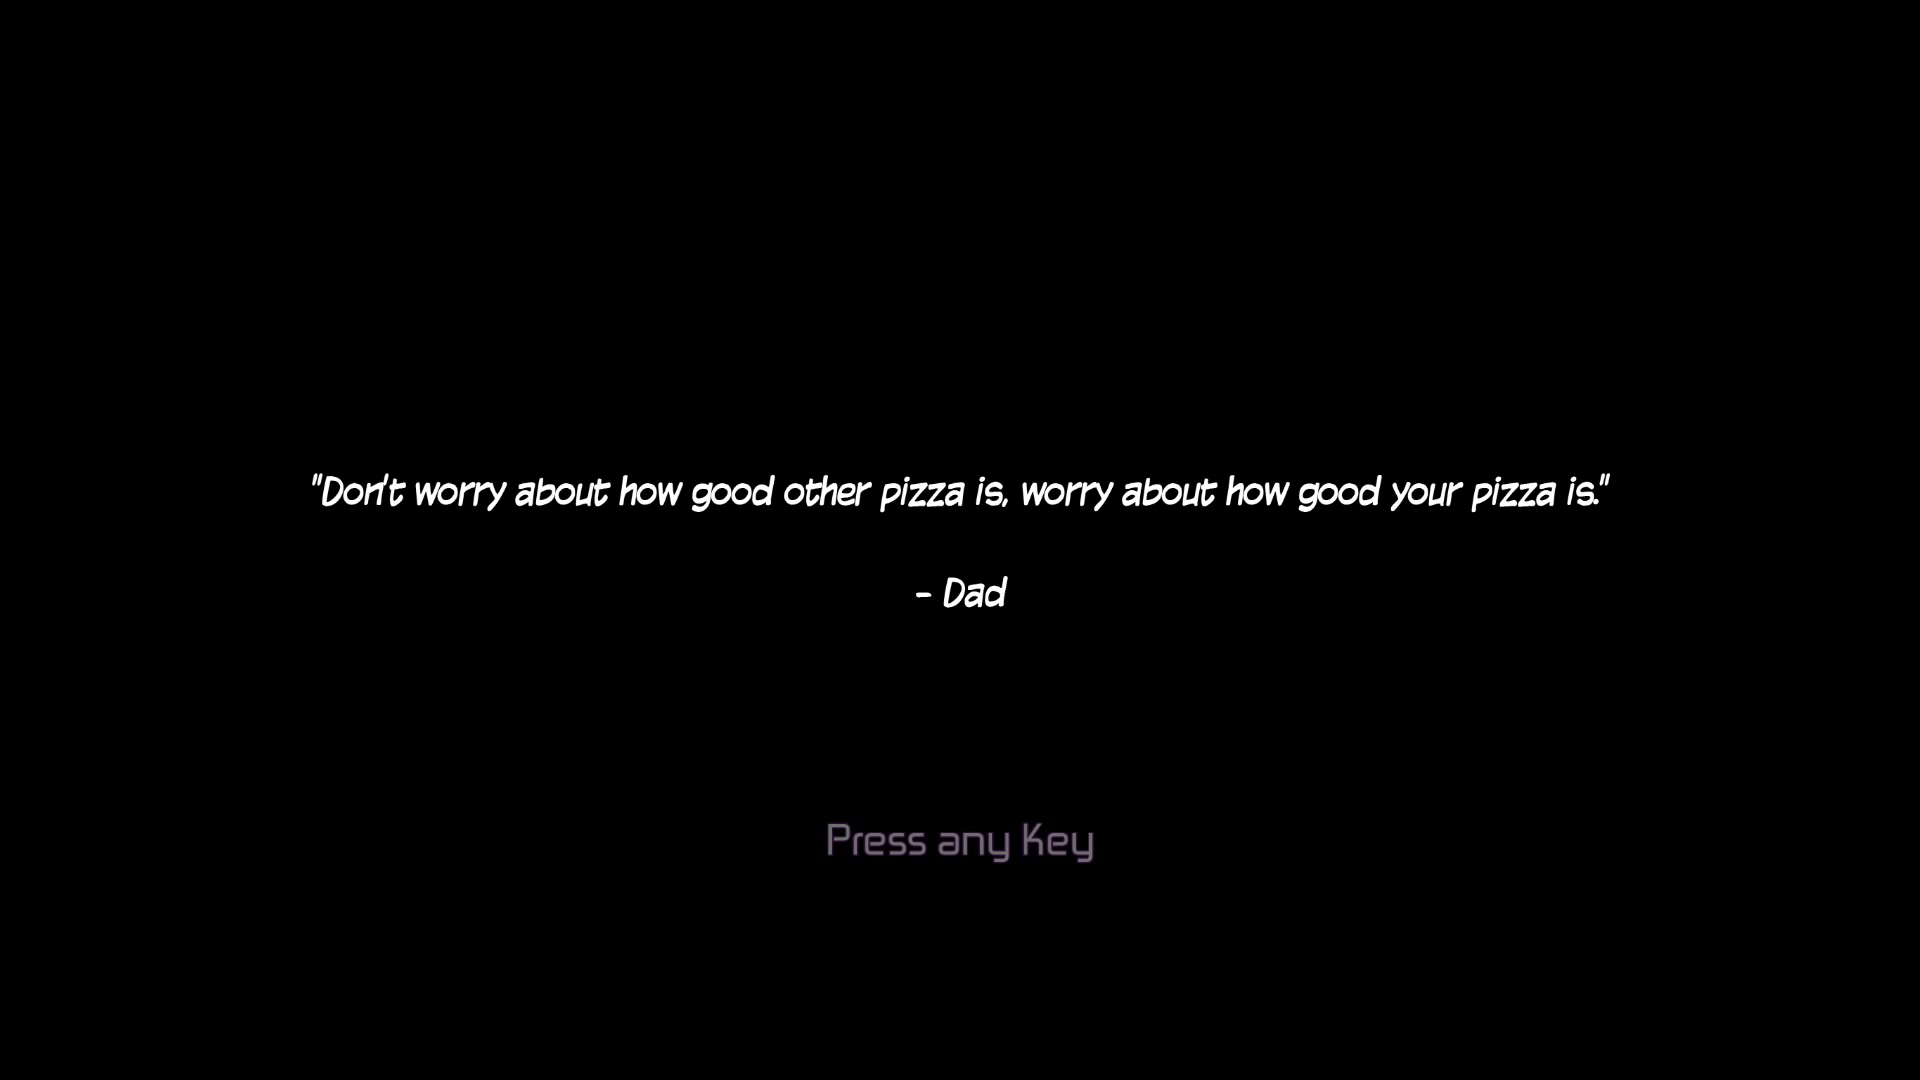 "Don't worry about how good other pizza is, worry about how good your pizza is."
- Dad
Press any Key